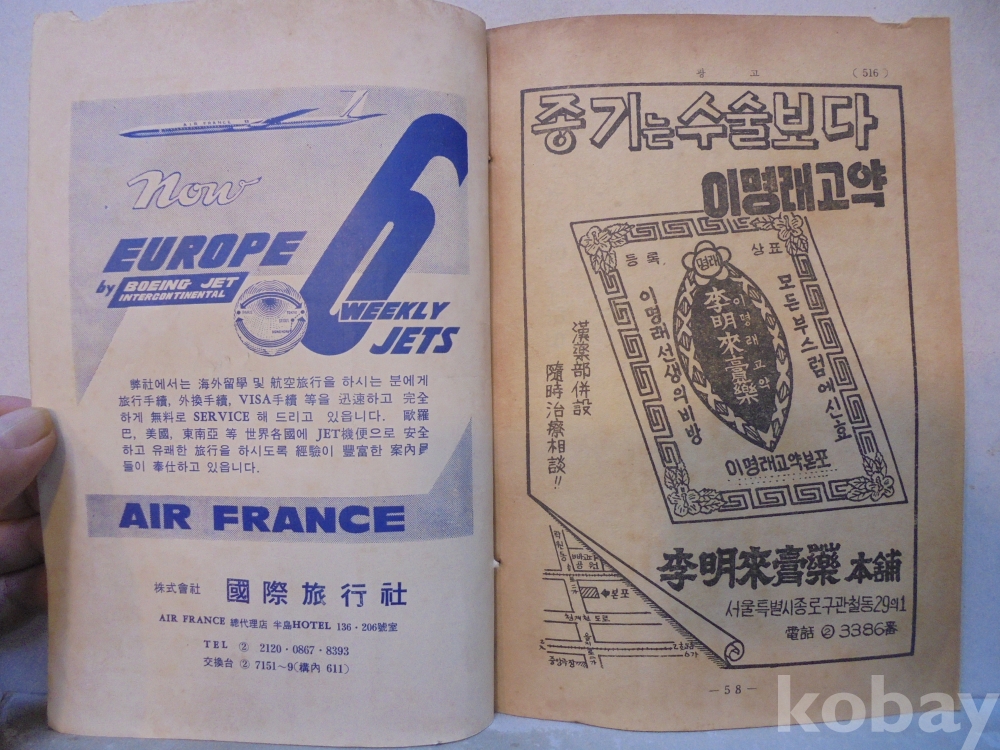 AIR FRANCE
Now
6
EUROPE
by BOEING JET
INTERCONTINENTAL
WEEKLY
JETS
弊社에서는 海外留學 및 航空旅行을 하시는 분에게
旅行手續, 外換手續, VISA手續 等을 迅速하고 完全
하게 無料로 SERVICE 해 드리고 있읍니다. 歐羅
巴, 美國, 東南亞 等 世界各國에 JET機便으로 安全
하고 유쾌한 旅行을 하시도록 經驗이 豐富한 案內員
들이 奉仕하고 있읍니다.
AIR FRANCE
株式會社 國際旅行社
AIR FRANCE 總代理店 半島HOTEL 136·206號室
TEL ② 2120·0867·8393
交換台 ② 7151~9(構內 611)
광 고 (516)
종기는수술보다
이명래고약
등록 상표
명래
모든부스럼에신효
이명래고약
李明來膏藥
이명래선생의비방
이명래고약본포
漢藥部併設
隨時治療相談!!
본포
李明來膏藥 本舖
서울특별시종로구관철동29의1
電話 ② 3386番
—58—
kobay